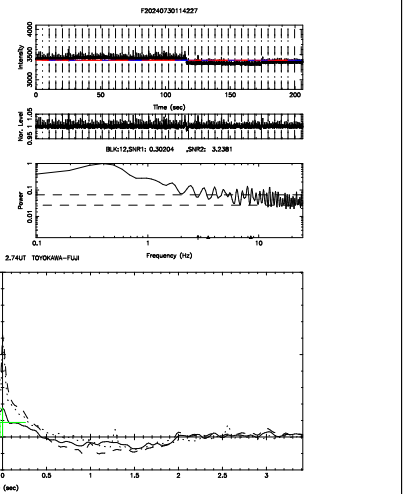 F20240730114227
4000
3500
3000
Intensity
0 50 100 150 200
Time (sec)
1.05
1
0.95
Nor. Level
BLK:12,SNR1: 0.30204 ,SNR2: 3.2381
1
0.1
0.01
Power
0.1 1 10
Frequency (Hz)
2.74UT TOYOKAWA-FUJI
0 0.5 1 1.5 2 2.5 3
(sec)